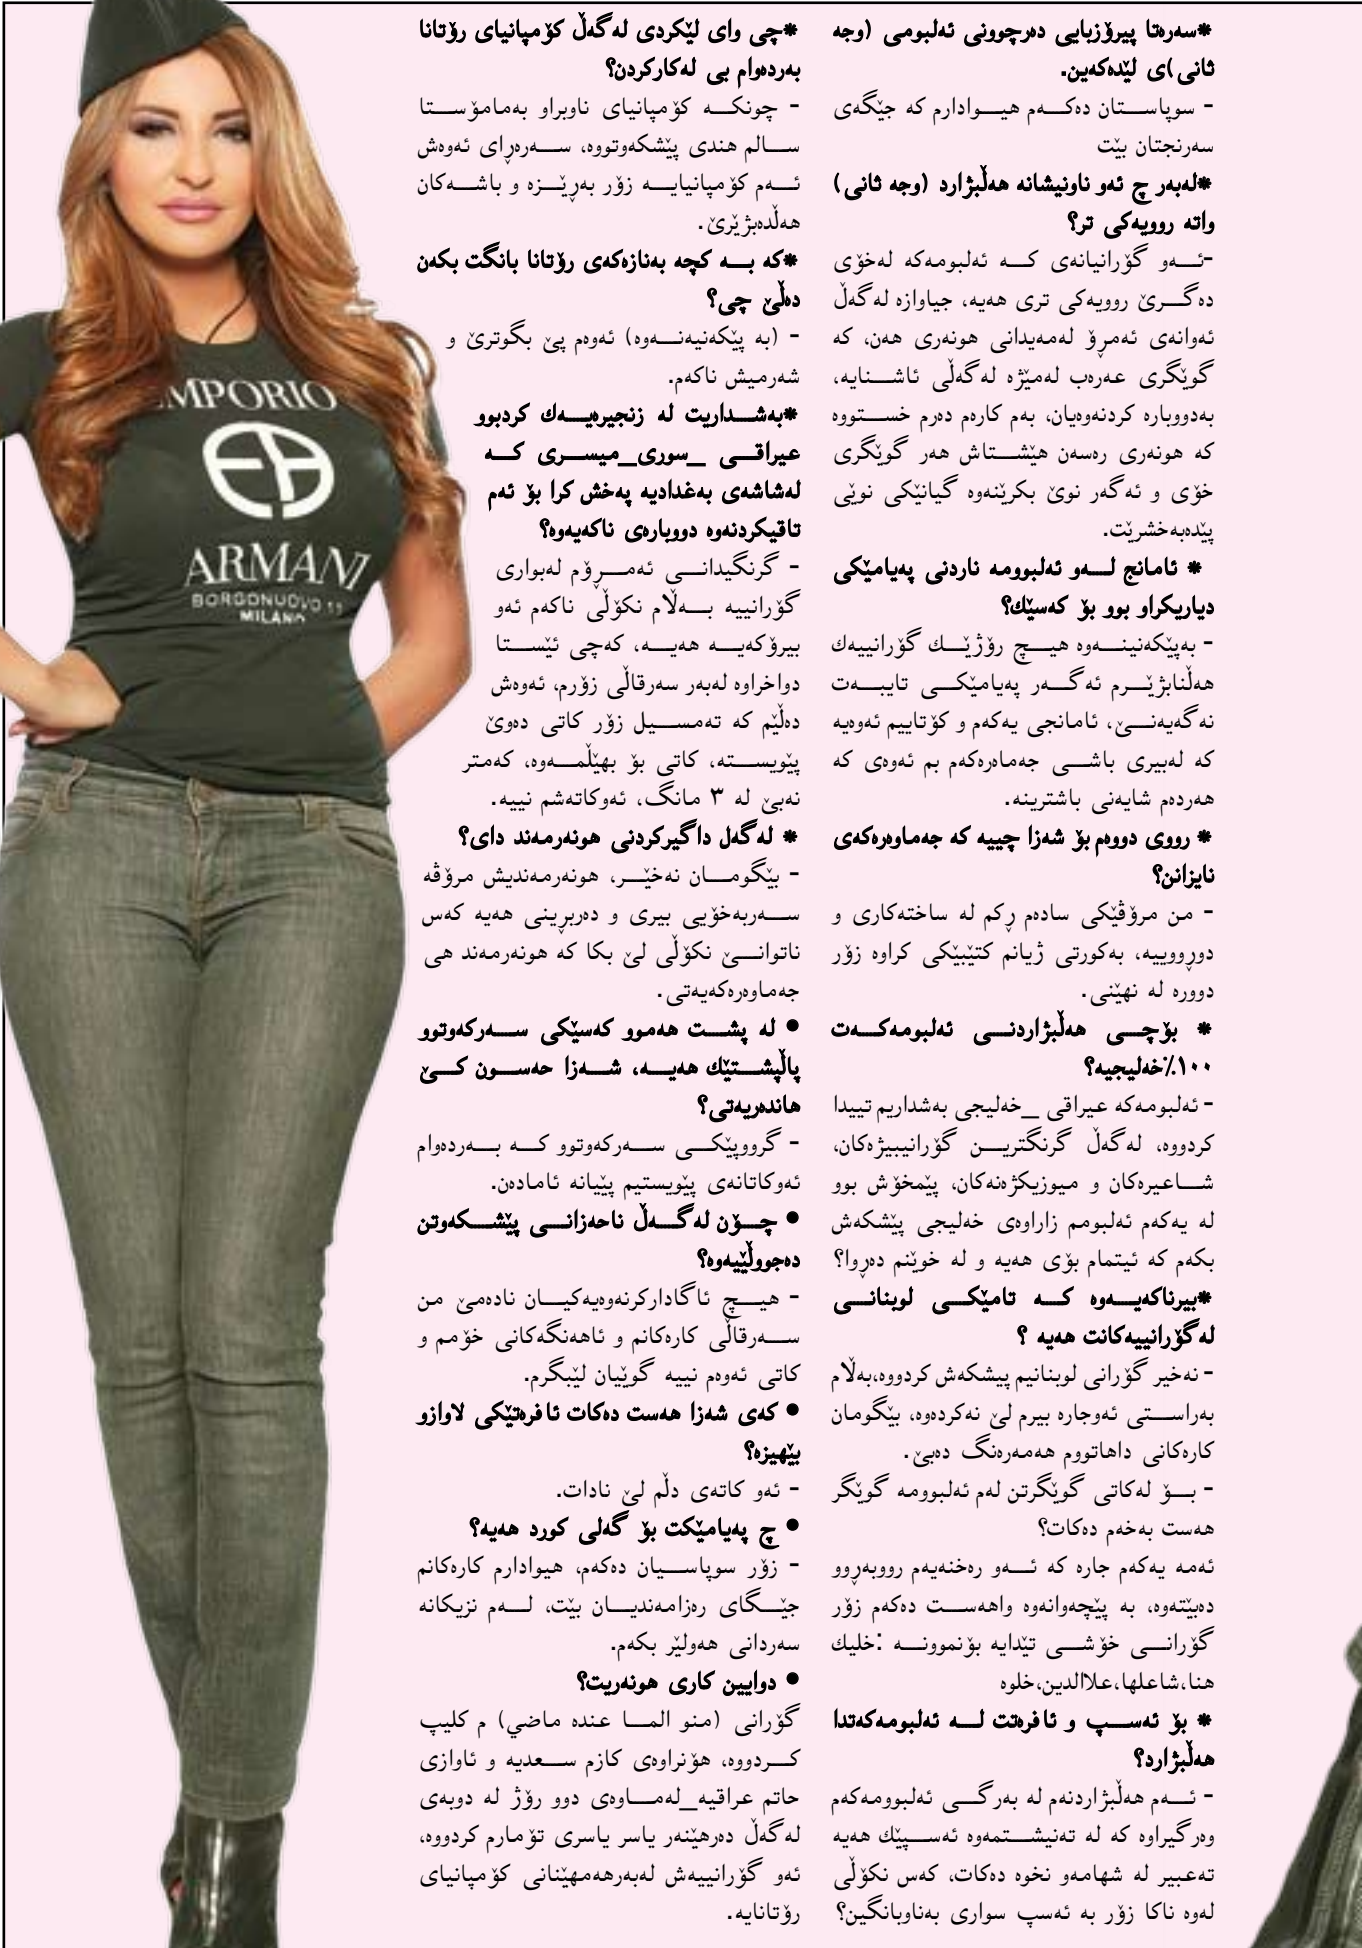 *سەرەتا پیرۆزبایی دەرچوونی ئەلبومی (وجه
ثانی)ی لێدەکەین.
- سوپاستان دەکەم هیوادارم کە جێگەی
سەرنجتان بێت
*لەبەر چ ئەو ناونیشانە هەڵبژارد (وجه ثانی)
واتە روویەکی تر؟
-ئەو گۆرانیانەی کە ئەلبومەکە لەخۆی
دەگرێ روویەکی تری هەیە، جیاوازە لەگەڵ
ئەوانەی ئەمڕۆ لەمەیدانی هونەری هەن، کە
گوێگری عەرەب لەمێژە لەگەڵی ئاشنایە،
بەدووبارە کردنەوەیان، بەم کارەم دەرم خستووە
کە هونەری رەسەن هێشتاش هەر گوێگری
خۆی و ئەگەر نوێ بکرێنەوە گیانێکی نوێی
پێدەبەخشرێت.
* ئامانج لەو ئەلبوومە ناردنی پەیامێکی
دیاریکراو بوو بۆ کەسێك؟
- بەپێکەنینەوە هیچ رۆژێك گۆرانییەك
هەڵنابژێرم ئەگەر پەیامێکی تایبەت
نەگەیەنێ، ئامانجی یەکەم و کۆتاییم ئەوەیە
کە لەبیری باشی جەماەرەکەم بم ئەوەی کە
هەردەم شایەنی باشترینە.
* رووی دووەم بۆ شەزا چییە کە جەماوەرەکەی
نایزانن؟
- من مرۆڤێکی سادەم ڕکم لە ساختەکاری و
دوڕووییە، بەکورتی ژیانم کتێبێکی کراوە زۆر
دوورە لە نهێنی.
* بۆچی هەڵبژاردنی ئەلبومەکەت
١٠٠٪خەلیجیە؟
- ئەلبومەکە عیراقی _خەلیجی بەشداریم تییدا
کردووە، لەگەڵ گرنگترین گۆرانیبیژەکان،
شاعیرەکان و میوزیکژەنەکان، پێمخۆش بوو
لە یەکەم ئەلبومم زاراوەی خەلیجی پێشکەش
بکەم کە ئیتمام بۆی هەیە و لە خوێنم دەڕوا؟
*بیرناکەیەوە کە تامێکی لوبنانی
لەگۆرانییەکانت هەیە ؟
- نەخیر گۆرانی لوبنانیم پیشکەش کردووە،بەڵام
بەراستی ئەوجارە بیرم لێ نەکردەوە، بێگومان
کارەکانی داهاتووم هەمەرەنگ دەبێ.
- بۆ لەکاتی گوێگرتن لەم ئەلبوومە گوێگر
هەست بەخەم دەکات؟
ئەمە یەکەم جارە کە ئەو رەخنەیەم رووبەڕوو
دەبێتەوە، بە پێچەوانەوە واهەست دەکەم زۆر
گۆرانی خۆشی تێدایە بۆنموونە :خلیك
هنا،شاعلها،علاالدین،خلوە
* بۆ ئەسپ و ئافرەتت لە ئەلبومەکەتدا
هەڵبژارد؟
- ئەم هەڵبژاردنەم لە بەرگی ئەلبوومەکەم
وەرگیراوە کە لە تەنیشتمەوە ئەسپێك هەیە
تەعبیر لە شهامەو نخوە دەکات، کەس نکۆڵی
لەوە ناکا زۆر بە ئەسپ سواری بەناوبانگین؟
*چی وای لێکردی لەگەڵ کۆمپانیای رۆتانا
بەردەوام بی لەکارکردن؟
- چونکە کۆمپانیای ناوبراو بەمامۆستا
سالم هندی پێشکەوتووە، سەرەڕای ئەوەش
ئەم کۆمپانیایە زۆر بەڕێزە و باشەکان
هەڵدەبژێرێ.
*کە بە کچە بەنازەکەی رۆتانا بانگت بکەن
دەڵێ چی؟
- (بە پێکەنیەنەوە) ئەوەم پێ بگوترێ و
شەرمیش ناکەم.
*بەشداریت لە زنجیرەیەك کردبوو
عیراقی _سوری_میسری کە
لەشاشەی بەغدادیە پەخش کرا بۆ ئەم
تاقیکردنەوە دووبارەی ناکەیەوە؟
- گرنگیدانی ئەمڕۆم لەبواری
گۆرانییە بەڵام نکۆڵی ناکەم ئەو
بیرۆکەیە هەیە، کەچی ئێستا
دواخراوە لەبەر سەرقاڵی زۆرم، ئەوەش
دەڵێم کە تەمسیل زۆر کاتی دەوێ
پێویستە، کاتی بۆ بهێڵمەوە، کەمتر
نەبێ لە ٣ مانگ، ئەوکاتەشم نییە.
* لەگەل داگیرکردنی هونەرمەند دای؟
- بێگومان نەخێر، هونەرمەندیش مرۆڤە
سەربەخۆیی بیری و دەربڕینی هەیە کەس
ناتوانێ نکۆڵی لێ بکا کە هونەرمەند هی
جەماوەرەکەیەتی.
● لە پشت هەموو کەسێکی سەرکەوتوو
پاڵپشتێك هەیە، شەزا حەسون کێ
هاندەریەتی؟
- گرووپێکی سەرکەوتوو کە بەردەوام
ئەوکاتانەی پێویستیم پێیانە ئامادەن.
● چۆن لەگەڵ ناحەزانی پێشکەوتن
دەجووڵێیەوە؟
- هیچ ئاگادارکرنەوەیەکیان نادەمێ من
سەرقاڵی کارەکانم و ئاهەنگەکانی خۆمم و
کاتی ئەوەم نییە گوێیان لێبگرم.
● کەی شەزا هەست دەکات ئافرەتێکی لاوازو
بێهیزە؟
- ئەو کاتەی دڵم لێ نادات.
● چ پەیامێکت بۆ گەلی کورد هەیە؟
- زۆر سوپاسیان دەکەم، هیوادارم کارەکانم
جێگای رەزامەندیان بێت، لەم نزیکانە
سەردانی هەولێر بکەم.
● دوایین کاری هونەریت؟
گۆرانی (منو الما عنده ماضي) م کلیپ
کردووە، هۆنراوەی کازم سعدیە و ئاوازی
حاتم عراقیە_لەماوەی دوو رۆژ لە دوبەی
لەگەڵ دەرهێنەر یاسر یاسری تۆمارم کردووە،
ئەو گۆرانییەش لەبەرهەمهێنانی کۆمپانیای
رۆتانایە.
EMPORIO
EA
ARMANI
BORGONUOVO 11
MILANO